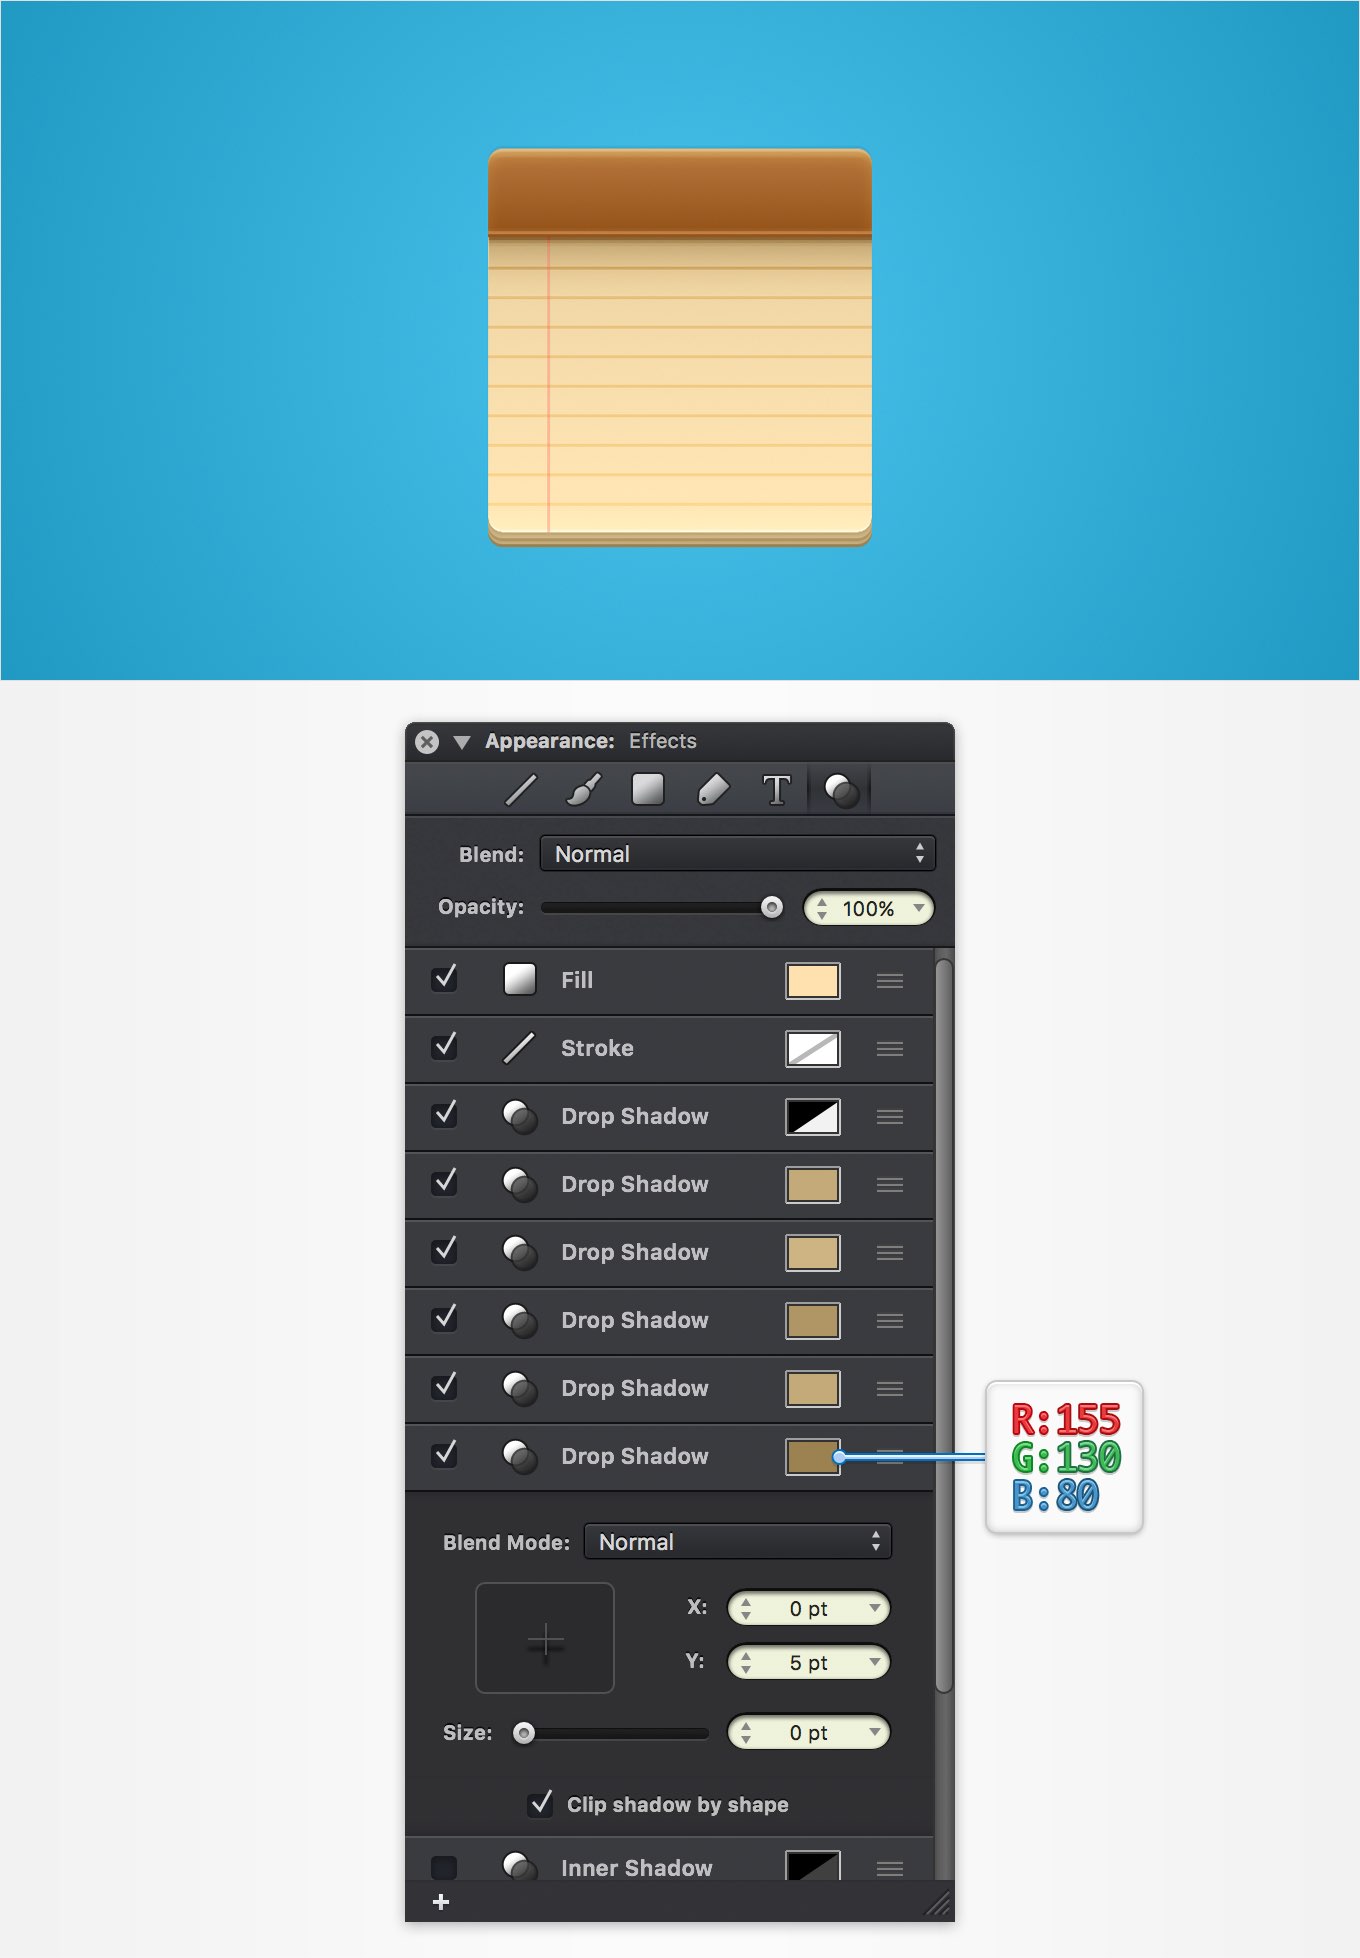 Appearance: Effects
T
Blend: Normal
Opacity: 100%
Fill
Stroke
Drop Shadow
Drop Shadow
Drop Shadow
Drop Shadow
Drop Shadow
Drop Shadow
R:155
G:130
B:80
Blend Mode: Normal
X: 0 pt
Y: 5 pt
Size: 0 pt
Clip shadow by shape
Inner Shadow